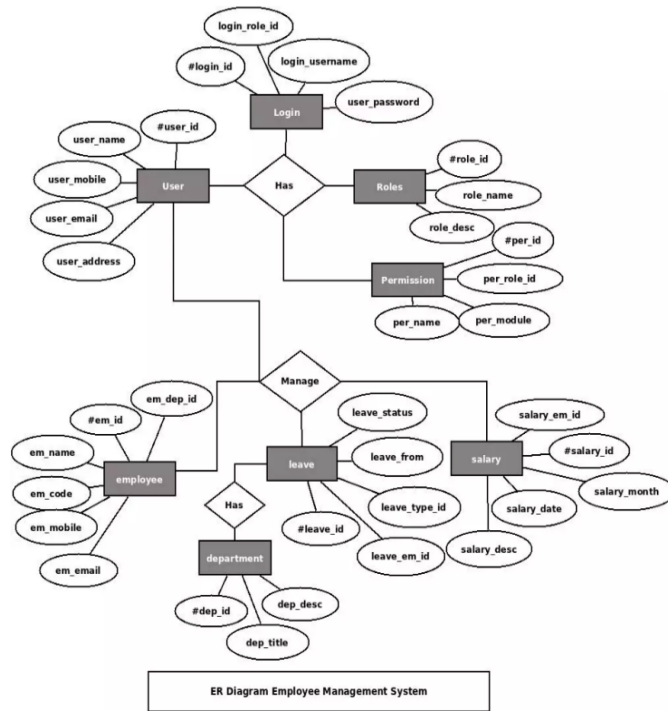 login_role_id
login_username
#login_id
user_password
Login
#user_id
user_name
user_mobile
User
user_email
user_address
Has
Roles
#role_id
role_name
role_desc
#per_id
Permission
per_role_id
per_name
per_module
Manage
em_dep_id
#em_id
em_name
employee
em_code
em_mobile
em_email
leave_status
leave_from
leave
leave_type_id
#leave_id
leave_em_id
Has
department
#dep_id
dep_desc
dep_title
salary_em_id
#salary_id
salary
salary_month
salary_date
salary_desc
ER Diagram Employee Management System